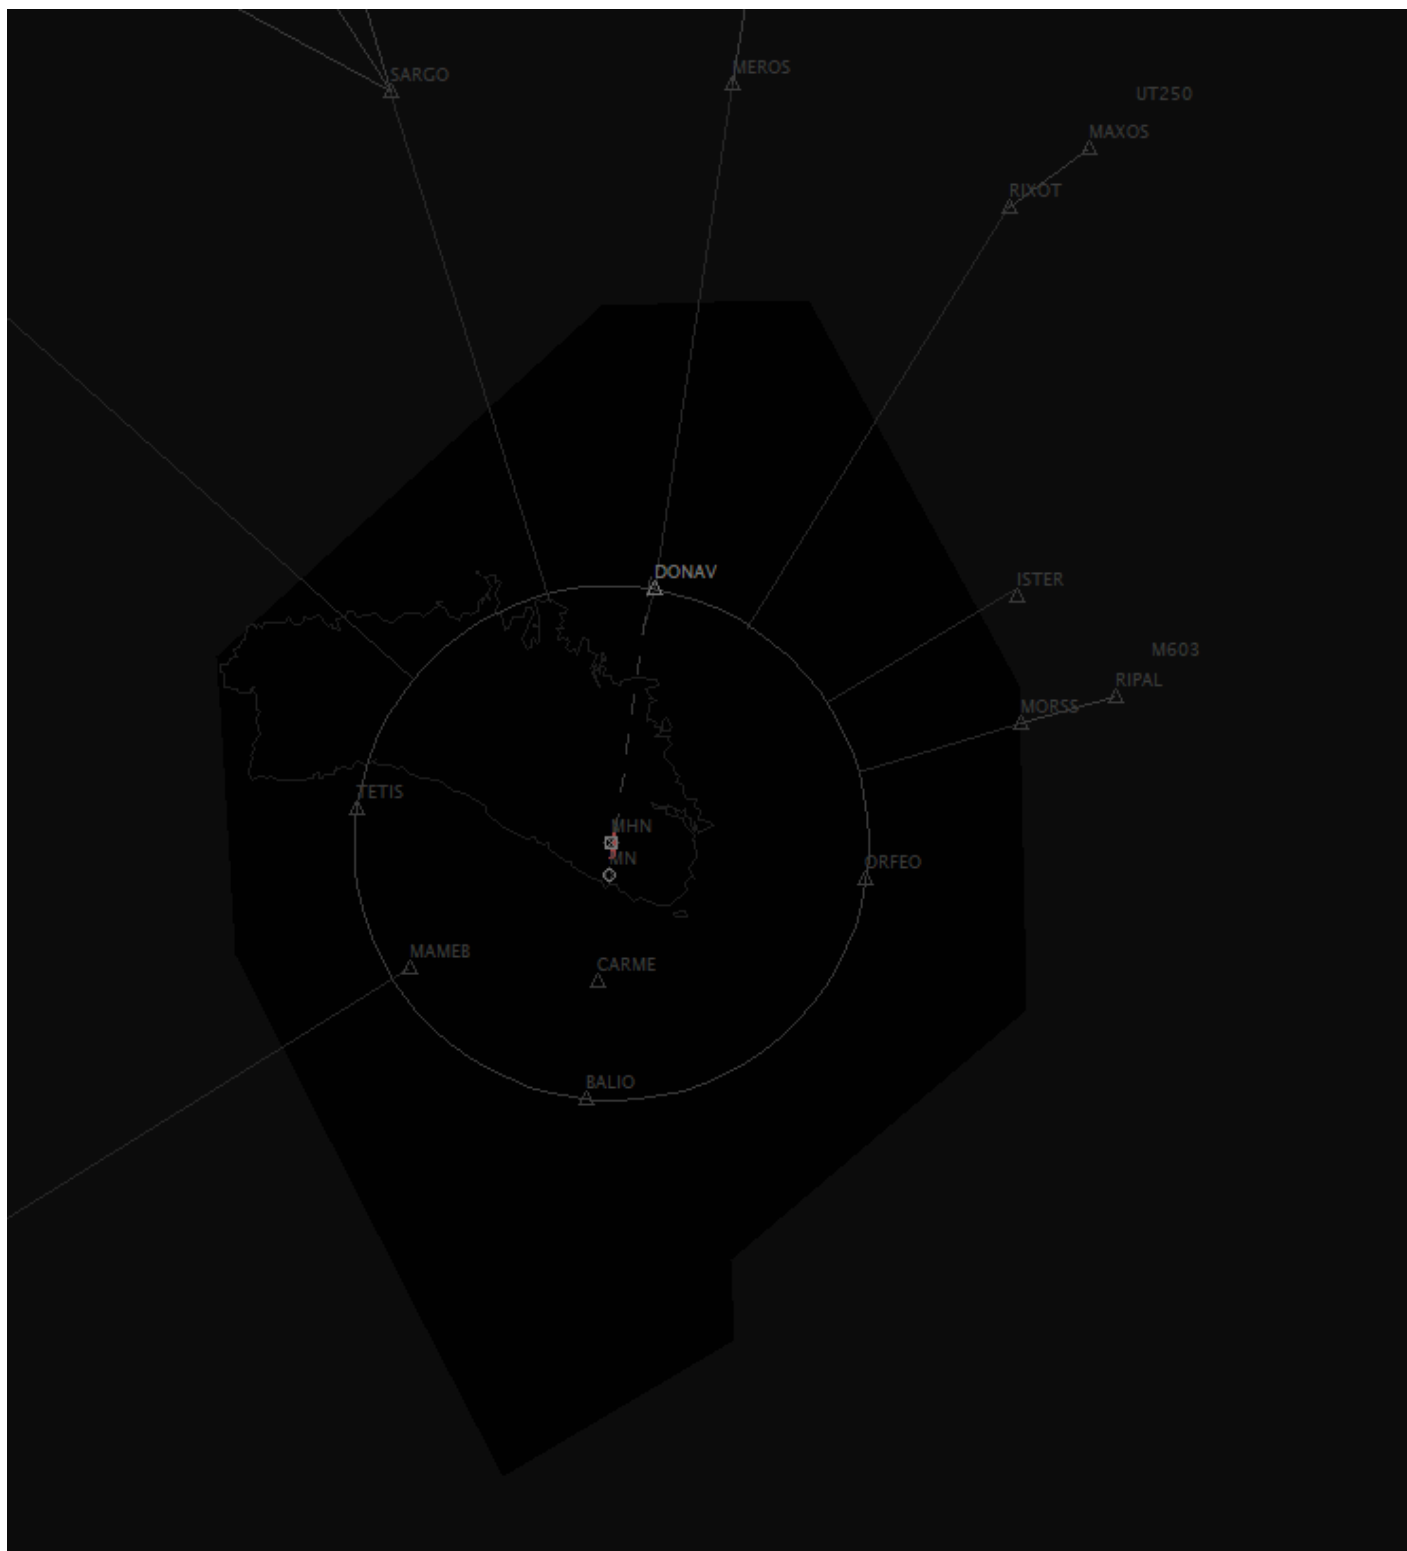 MEROS
SARGO
UT250
MAXOS
RIXOT
DONAV
ISTER
M603
RIPAL
MORSS
TETIS
MHN
MN
ORFEO
MAMEB
CARME
BALIO